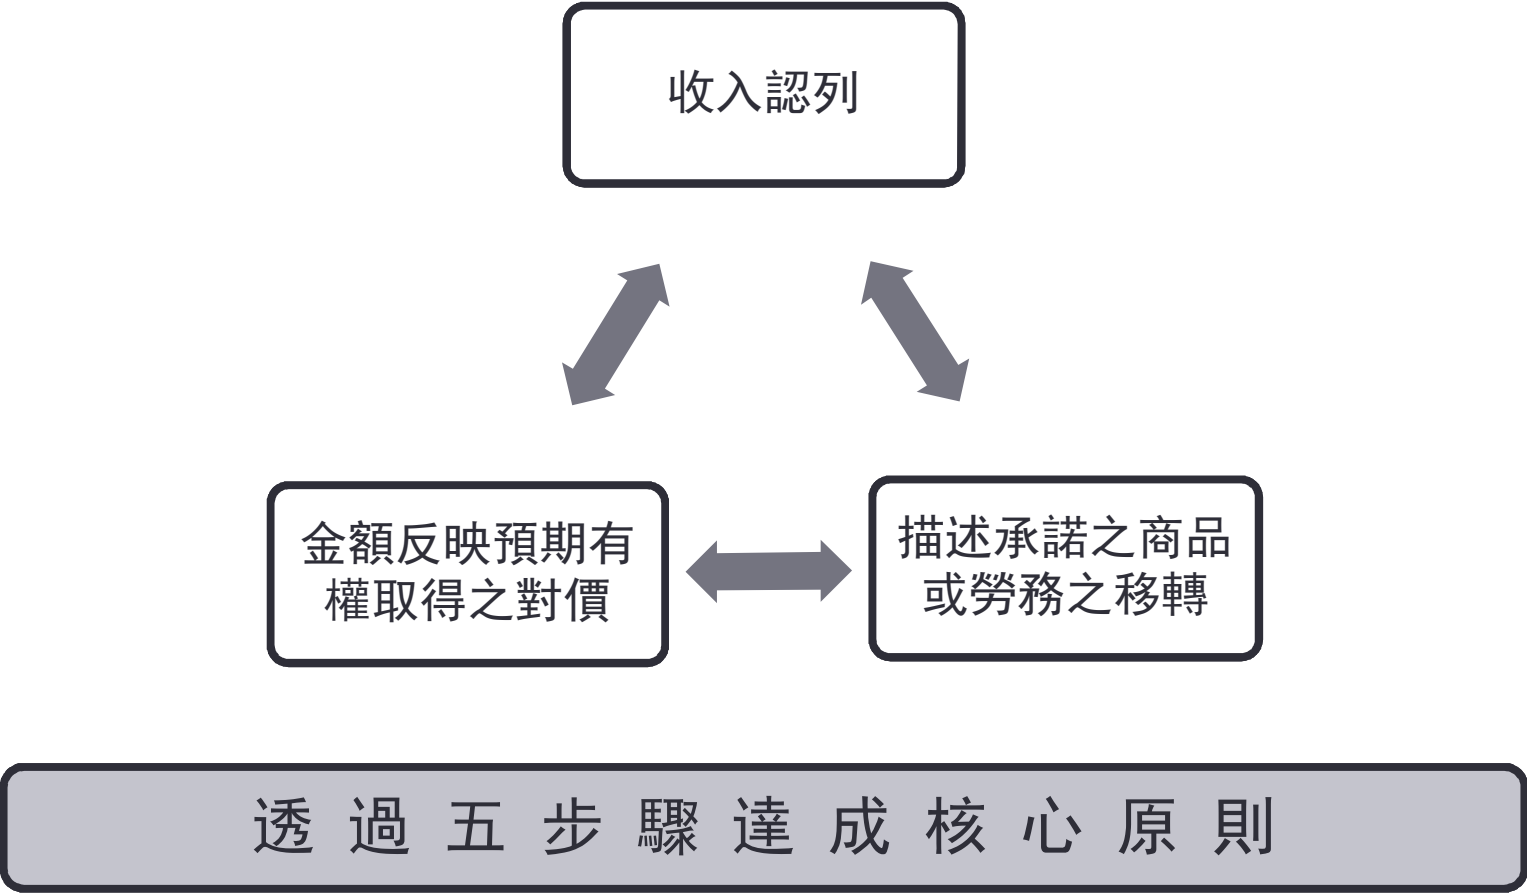 收入認列
金額反映預期有
權取得之對價
描述承諾之商品
或勞務之移轉
透過五步驟達成核心原則